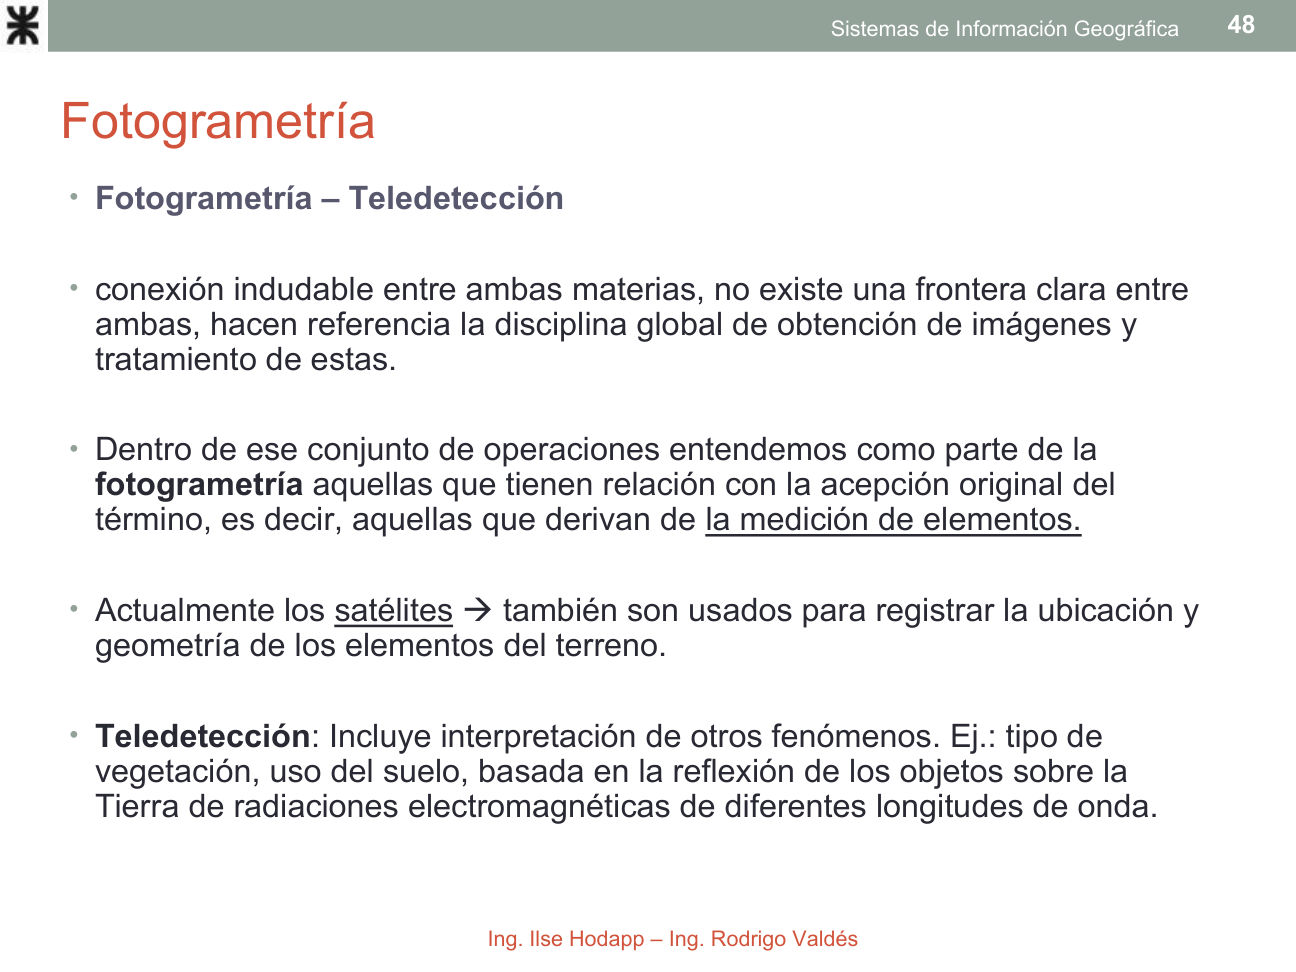 Sistemas de Información Geográfica 48
Fotogrametría
• Fotogrametría – Teledetección
• conexión indudable entre ambas materias, no existe una frontera clara entre
ambas, hacen referencia la disciplina global de obtención de imágenes y
tratamiento de estas.
• Dentro de ese conjunto de operaciones entendemos como parte de la
fotogrametría aquellas que tienen relación con la acepción original del
término, es decir, aquellas que derivan de la medición de elementos.
• Actualmente los satélites → también son usados para registrar la ubicación y
geometría de los elementos del terreno.
• Teledetección: Incluye interpretación de otros fenómenos. Ej.: tipo de
vegetación, uso del suelo, basada en la reflexión de los objetos sobre la
Tierra de radiaciones electromagnéticas de diferentes longitudes de onda.
Ing. Ilse Hodapp – Ing. Rodrigo Valdés